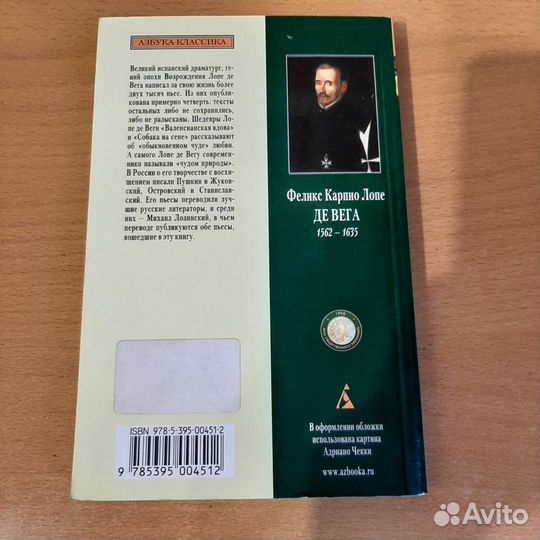 АЗБУКА-КЛАССИКА
Великий испанский драматург, ге-
ний эпохи Возрождения Лопе де
Вега написал за свою жизнь более
двух тысяч пьес. Из них опубли-
кована примерно четверть: тексты
остальных либо не сохранились,
либо не разысканы. Шедевры Ло-
пе де Веги «Валенсианская вдова»
и «Собака на сене» рассказывают
об «обыкновенном чуде» любви.
А самого Лопе де Вегу современ-
ники называли «чудом природы».
В России о его творчестве с восхи-
щением писали Пушкин и Жуков-
ский, Островский и Станислав-
ский. Его пьесы переводили луч-
шие русские литераторы, и среди
них – Михаил Лозинский, в чьем
переводе публикуются обе пьесы,
вошедшие в эту книгу.
ISBN 978-5-395-00451-2
9 785395 004512
Феликс Карпио Лопе
ДЕ ВЕГА
1562 – 1635
1998
В оформлении обложки
использована картина
Адриано Чекки
www.azbooka.ru
Avito